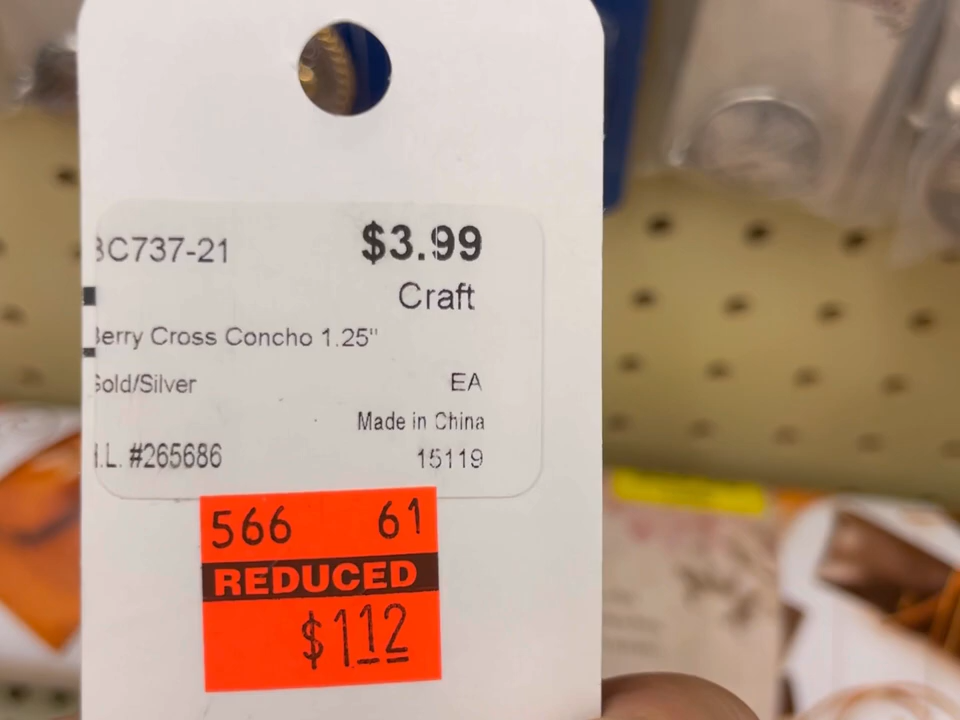 BC737-21 $3.99
Craft
Berry Cross Concho 1.25"
Gold/Silver EA
Made in China
H.L. #265686 15119
566 61
REDUCED
$1.12